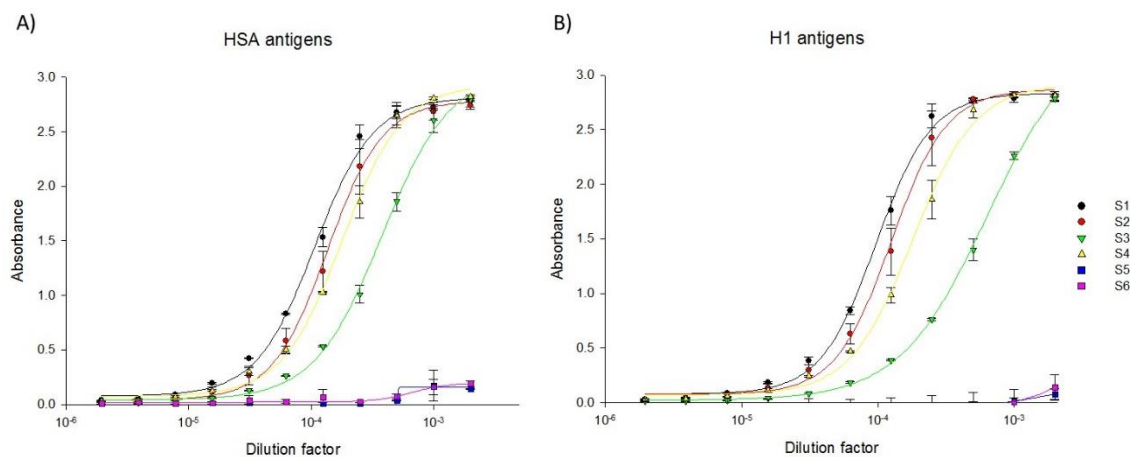 A)
HSA antigens
3.0
2.5
2.0
1.5
1.0
0.5
0.0
Absorbance
10-6
10-5
10-4
10-3
Dilution factor
B)
H1 antigens
3.0
2.5
2.0
1.5
1.0
0.5
0.0
Absorbance
10-6
10-5
10-4
10-3
Dilution factor
S1
S2
S3
S4
S5
S6